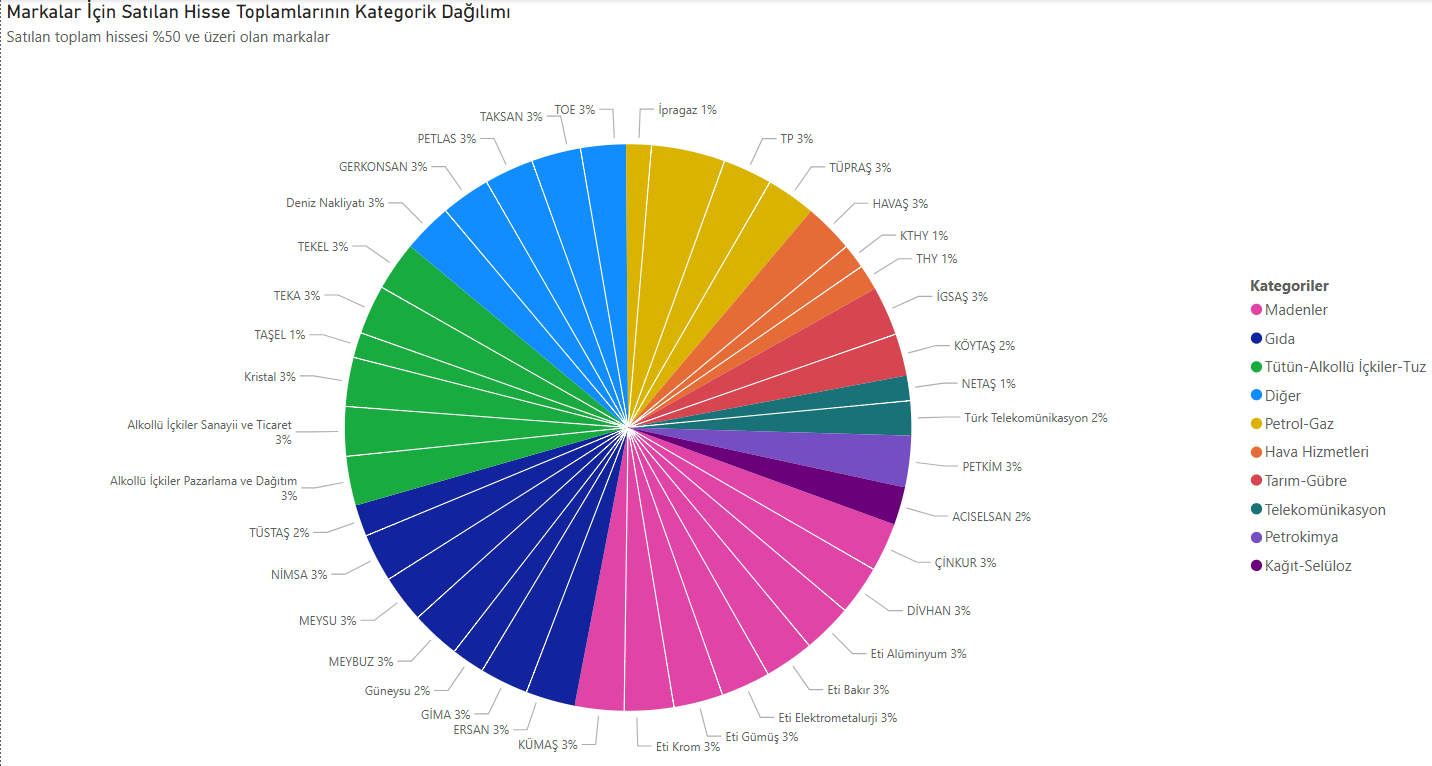 Markalar İçin Satılan Hisse Toplamlarının Kategorik Dağılımı
Satılan toplam hissesi %50 ve üzeri olan markalar
İpragaz 1%
TP 3%
TÜPRAŞ 3%
HAVAŞ 3%
KTHY 1%
THY 1%
İGSAŞ 3%
KÖYTAŞ 2%
NETAŞ 1%
Türk Telekomünikasyon 2%
PETKİM 3%
ACISELSAN 2%
ÇİNKUR 3%
DİVHAN 3%
Eti Alüminyum 3%
Eti Bakır 3%
Eti Elektrometalurji 3%
Eti Gümüş 3%
Eti Krom 3%
KÜMAŞ 3%
ERSAN 3%
GİMA 3%
Güneysu 2%
MEYBUZ 3%
MEYSU 3%
NİMSA 3%
TÜSTAŞ 2%
Alkollü İçkiler Pazarlama ve Dağıtım
3%
Alkollü İçkiler Sanayii ve Ticaret
3%
Kristal 3%
TAŞEL 1%
TEKA 3%
TEKEL 3%
Deniz Nakliyatı 3%
GERKONSAN 3%
PETLAS 3%
TAKSAN 3%
TOE 3%
Kategoriler
Madenler
Gıda
Tütün-Alkollü İçkiler-Tuz
Diğer
Petrol-Gaz
Hava Hizmetleri
Tarım-Gübre
Telekomünikasyon
Petrokimya
Kağıt-Selüloz